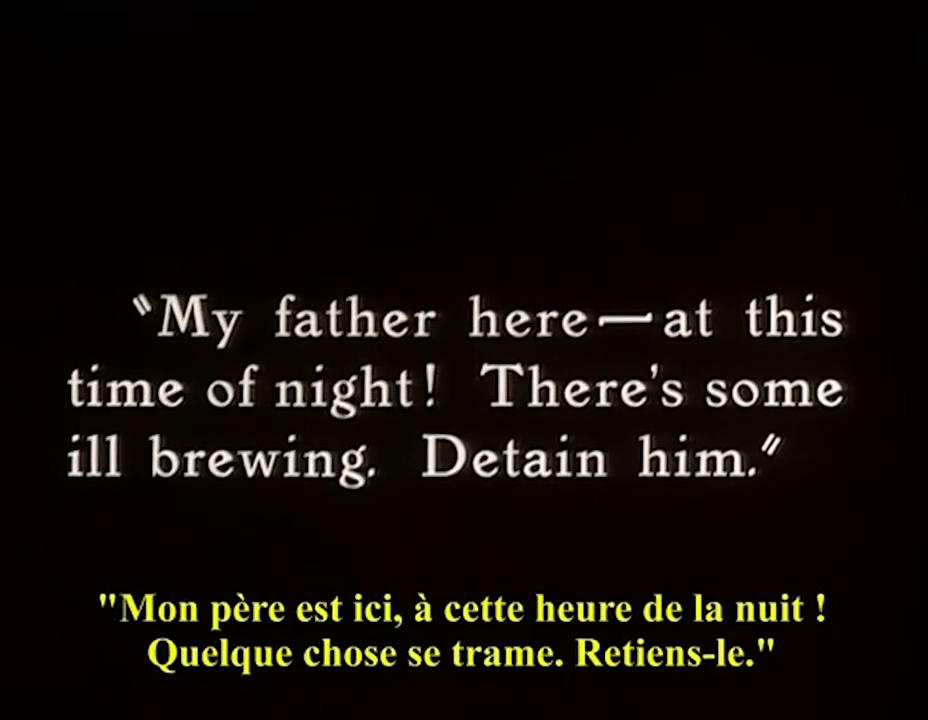 "My father here—at this
time of night! There's some
ill brewing. Detain him."
"Mon père est ici, à cette heure de la nuit !
Quelque chose se trame. Retiens-le."